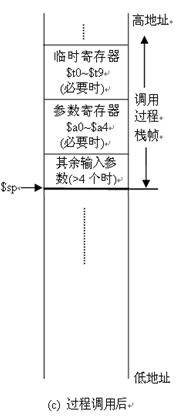 高地址
临时寄存器
$t0~$t9
(必要时)
参数寄存器
$a0~$a4
(必要时)
其余输入参
数(>4 个时)
调用
过程
栈帧
$sp
低地址
(c) 过程调用后